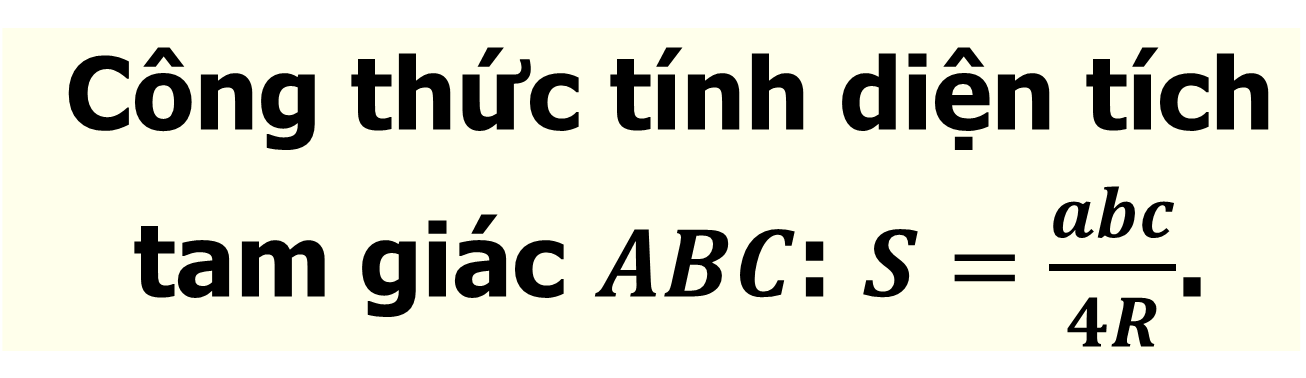 Công thức tính diện tích
tam giác ABC: S = abc/4R.